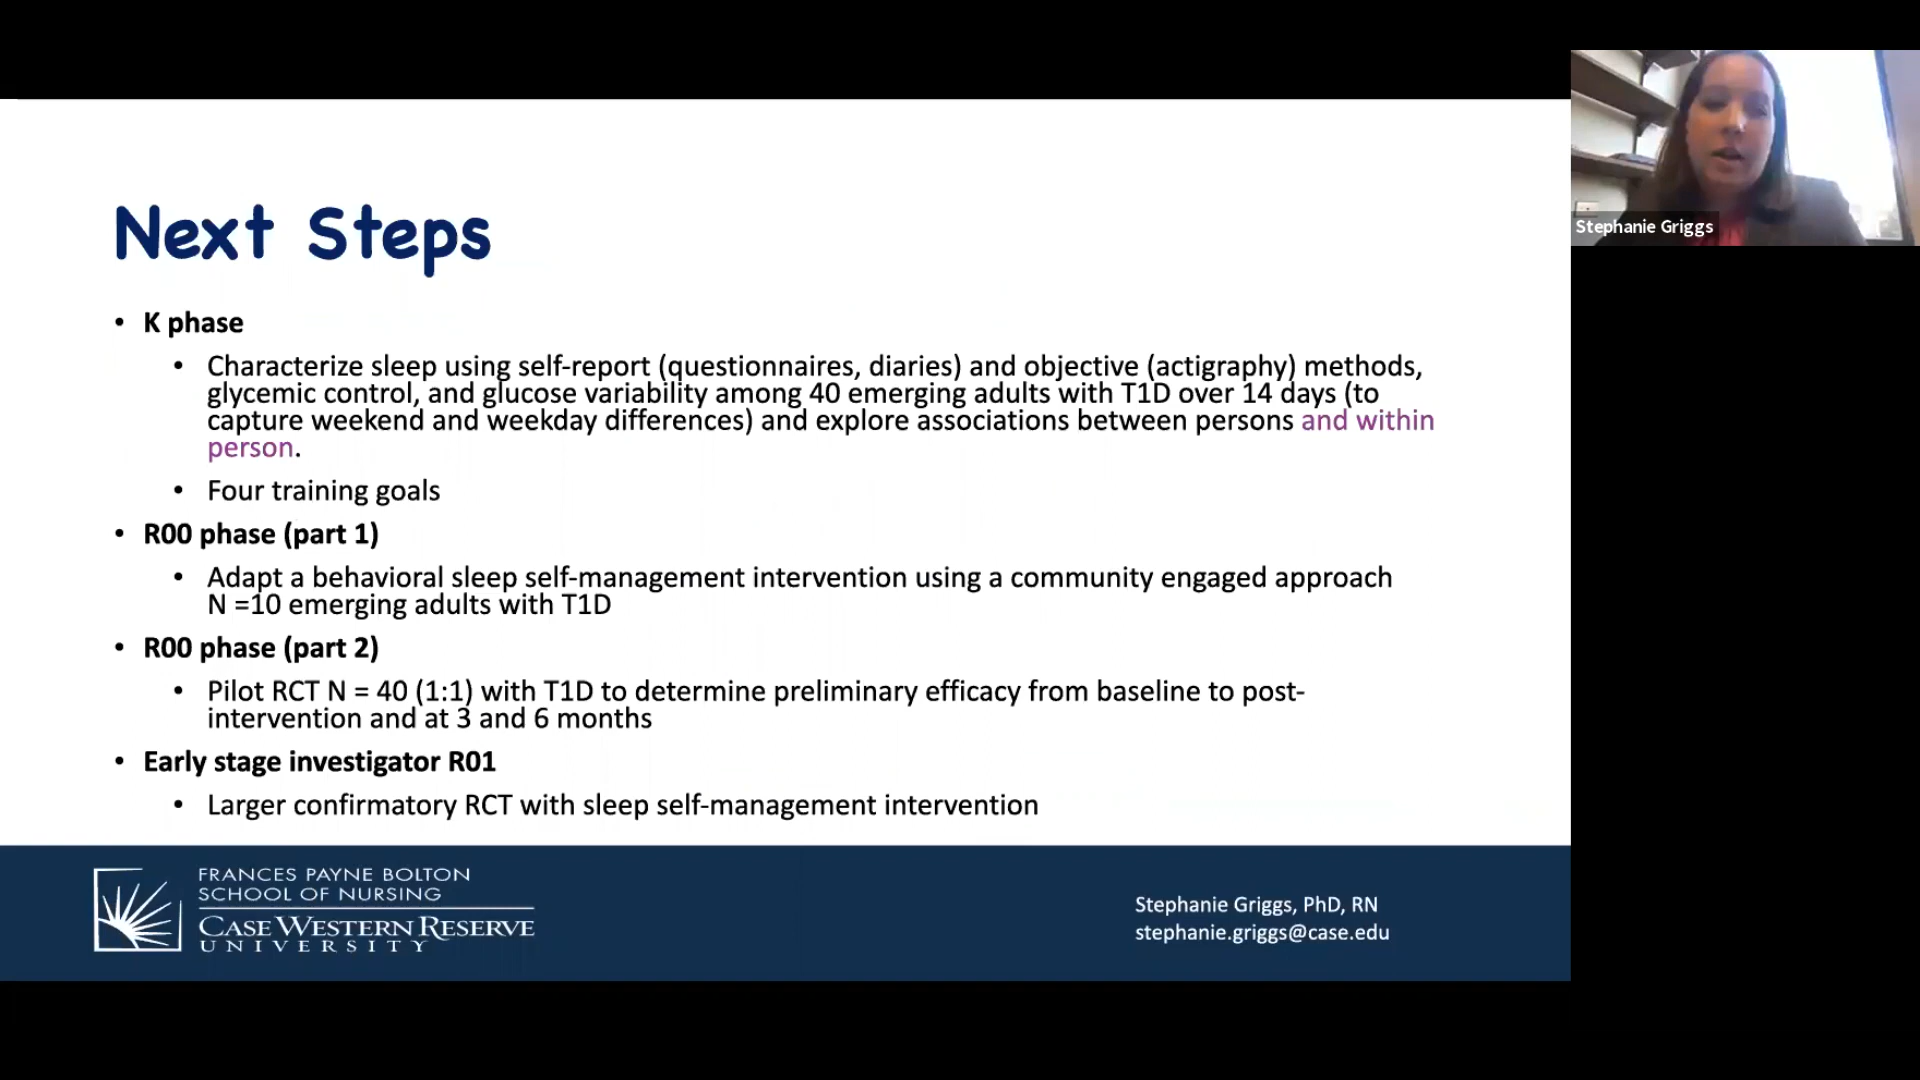 Next Steps
• K phase
• Characterize sleep using self-report (questionnaires, diaries) and objective (actigraphy) methods,
glycemic control, and glucose variability among 40 emerging adults with T1D over 14 days (to
capture weekend and weekday differences) and explore associations between persons and within
person.
• Four training goals
• R00 phase (part 1)
• Adapt a behavioral sleep self-management intervention using a community engaged approach
N =10 emerging adults with T1D
• R00 phase (part 2)
• Pilot RCT N = 40 (1:1) with T1D to determine preliminary efficacy from baseline to post-
intervention and at 3 and 6 months
• Early stage investigator R01
• Larger confirmatory RCT with sleep self-management intervention
FRANCES PAYNE BOLTON
SCHOOL OF NURSING
CASE WESTERN RESERVE
UNIVERSITY
Stephanie Griggs, PhD, RN
stephanie.griggs@case.edu
Stephanie Griggs